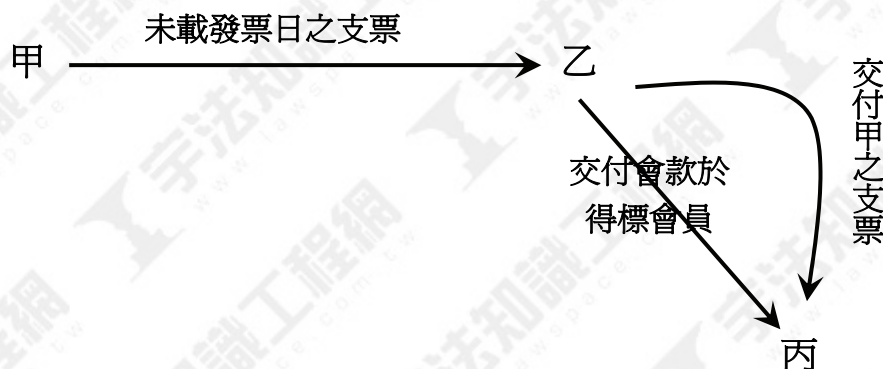 未載發票日之支票
甲
乙
交付甲之支票
交付會款於
得標會員
丙